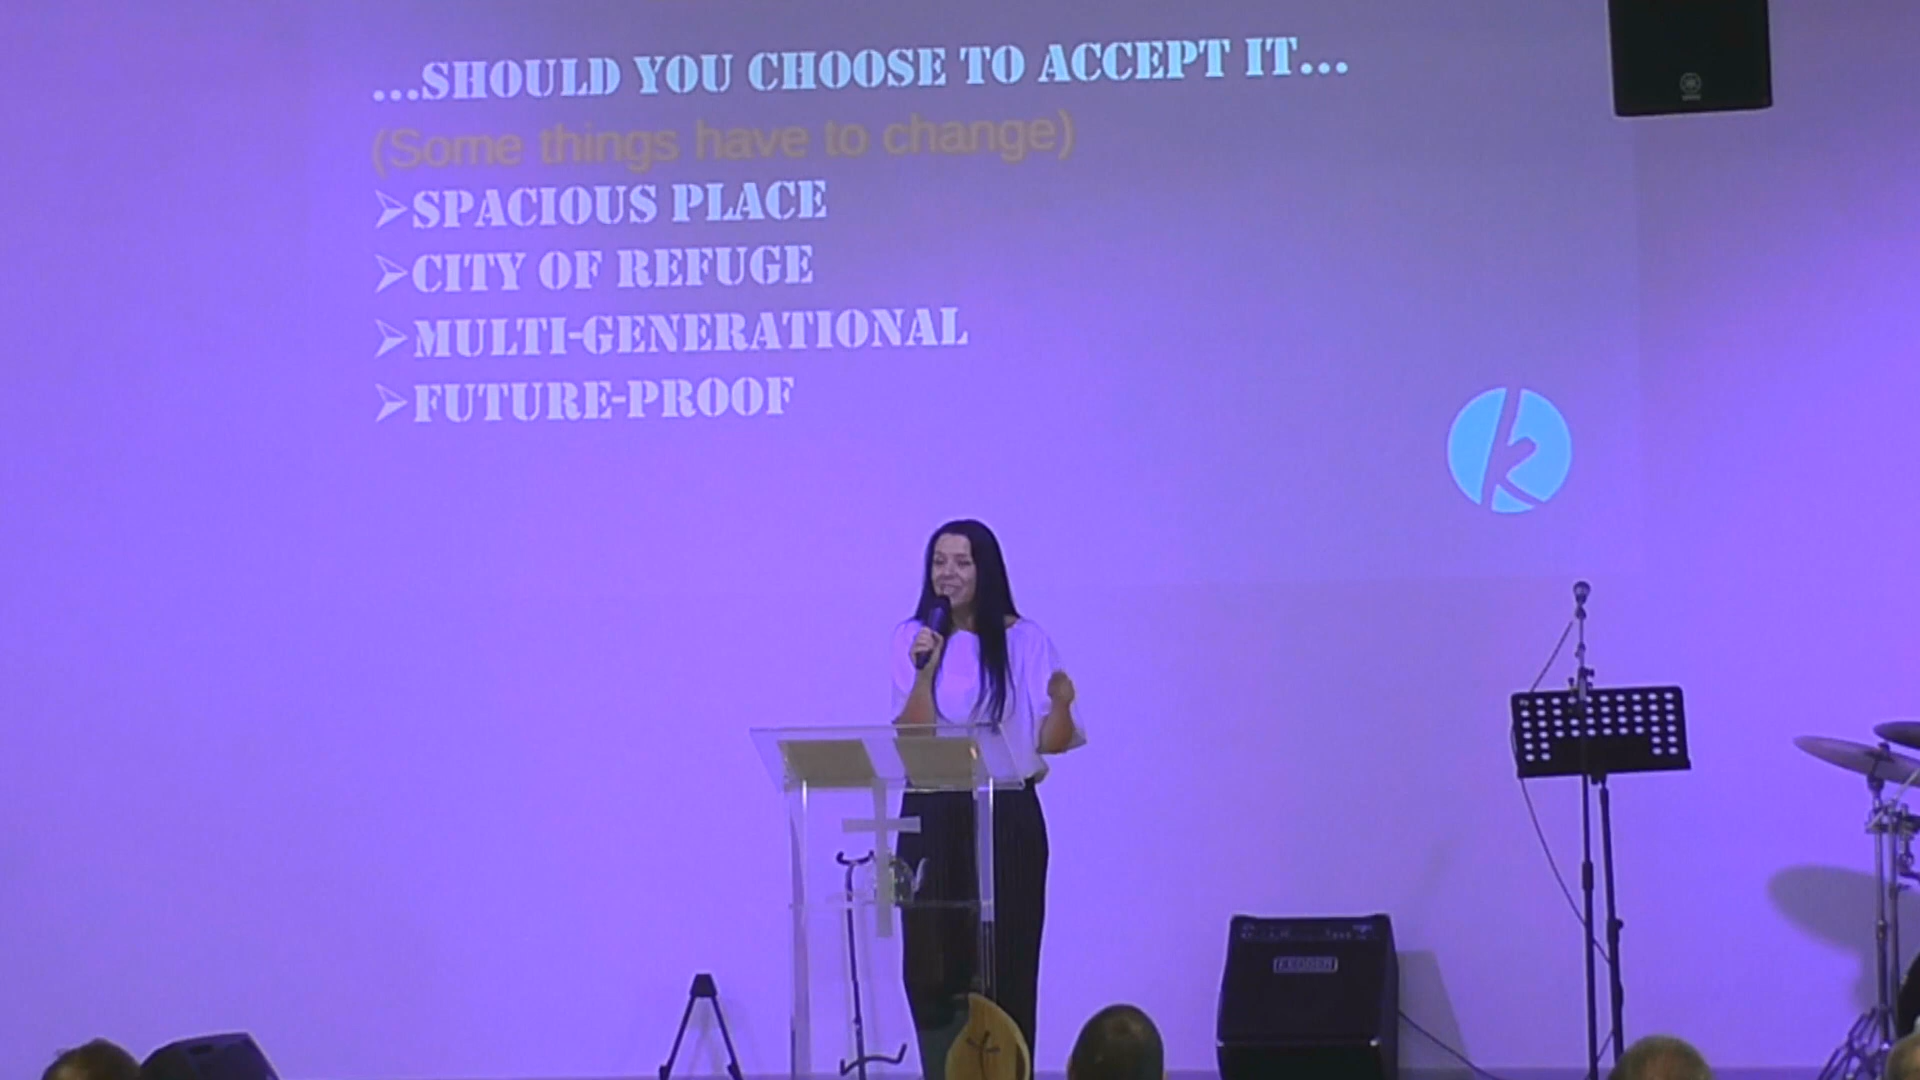 ...SHOULD YOU CHOOSE TO ACCEPT IT...
(Some things have to change)
➢SPACIOUS PLACE
➢CITY OF REFUGE
➢MULTI-GENERATIONAL
➢FUTURE-PROOF
k